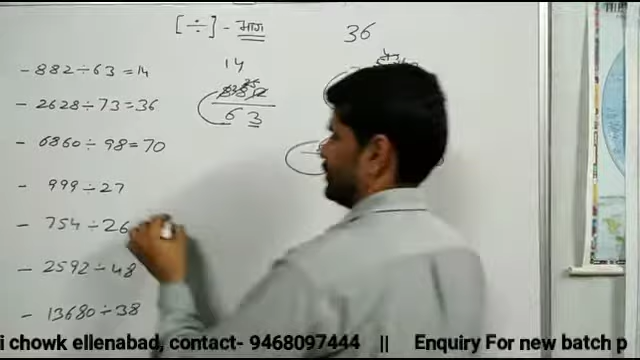 [÷] - भाग
36
14
63
- 882 ÷ 63 = 14
- 2628 ÷ 73 = 36
- 6860 ÷ 98 = 70
- 999 ÷ 27
- 754 ÷ 26
- 2592 ÷ 48
- 13680 ÷ 38
i chowk ellenabad, contact- 9468097444 || Enquiry For new batch p